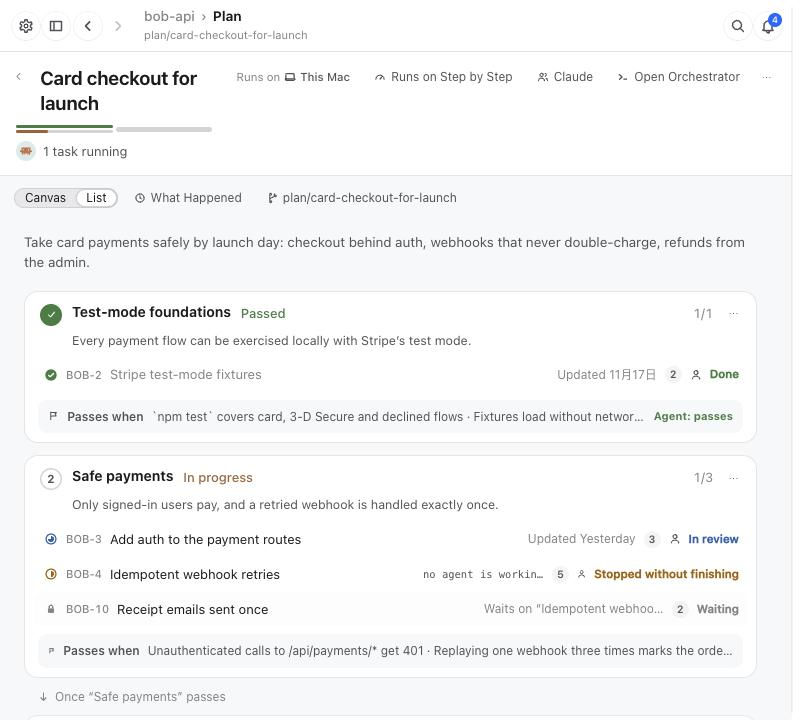 bob-api › Plan
plan/card-checkout-for-launch
4
Card checkout for launch
Runs on This Mac
Runs on Step by Step
Claude
Open Orchestrator
...
1 task running
Canvas
List
What Happened
plan/card-checkout-for-launch
Take card payments safely by launch day: checkout behind auth, webhooks that never double-charge, refunds from
the admin.
Test-mode foundations Passed 1/1 ...
Every payment flow can be exercised locally with Stripe’s test mode.
BOB-2 Stripe test-mode fixtures Updated 11月17日 2 Done
Passes when `npm test` covers card, 3-D Secure and declined flows · Fixtures load without networ... Agent: passes
2 Safe payments In progress 1/3 ...
Only signed-in users pay, and a retried webhook is handled exactly once.
BOB-3 Add auth to the payment routes Updated Yesterday 3 In review
BOB-4 Idempotent webhook retries no agent is workin… 5 Stopped without finishing
BOB-10 Receipt emails sent once Waits on “Idempotent webhoo... 2 Waiting
Passes when Unauthenticated calls to /api/payments/* get 401 · Replaying one webhook three times marks the orde...
↓ Once “Safe payments” passes